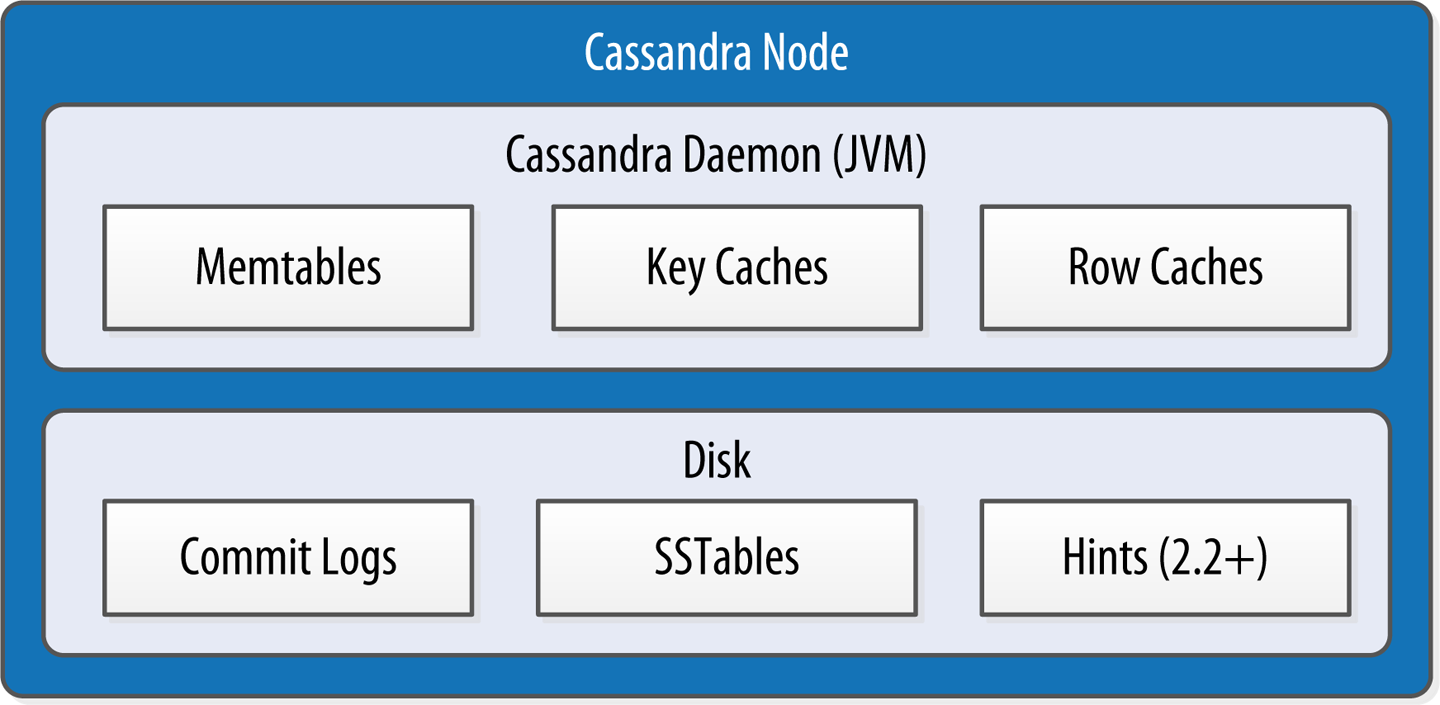 Cassandra Node
Cassandra Daemon (JVM)
Memtables
Key Caches
Row Caches
Disk
Commit Logs
SSTables
Hints (2.2+)